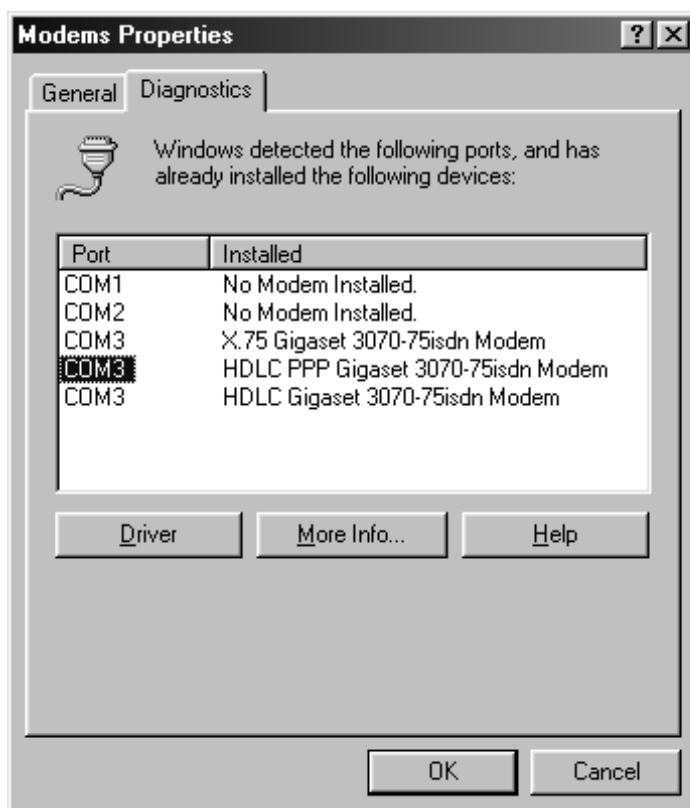 Modems Properties
General Diagnostics
Windows detected the following ports, and has
already installed the following devices:
Port Installed
COM1 No Modem Installed.
COM2 No Modem Installed.
COM3 X.75 Gigaset 3070-75isdn Modem
COM3 HDLC PPP Gigaset 3070-75isdn Modem
COM3 HDLC Gigaset 3070-75isdn Modem
Driver More Info... Help
OK Cancel